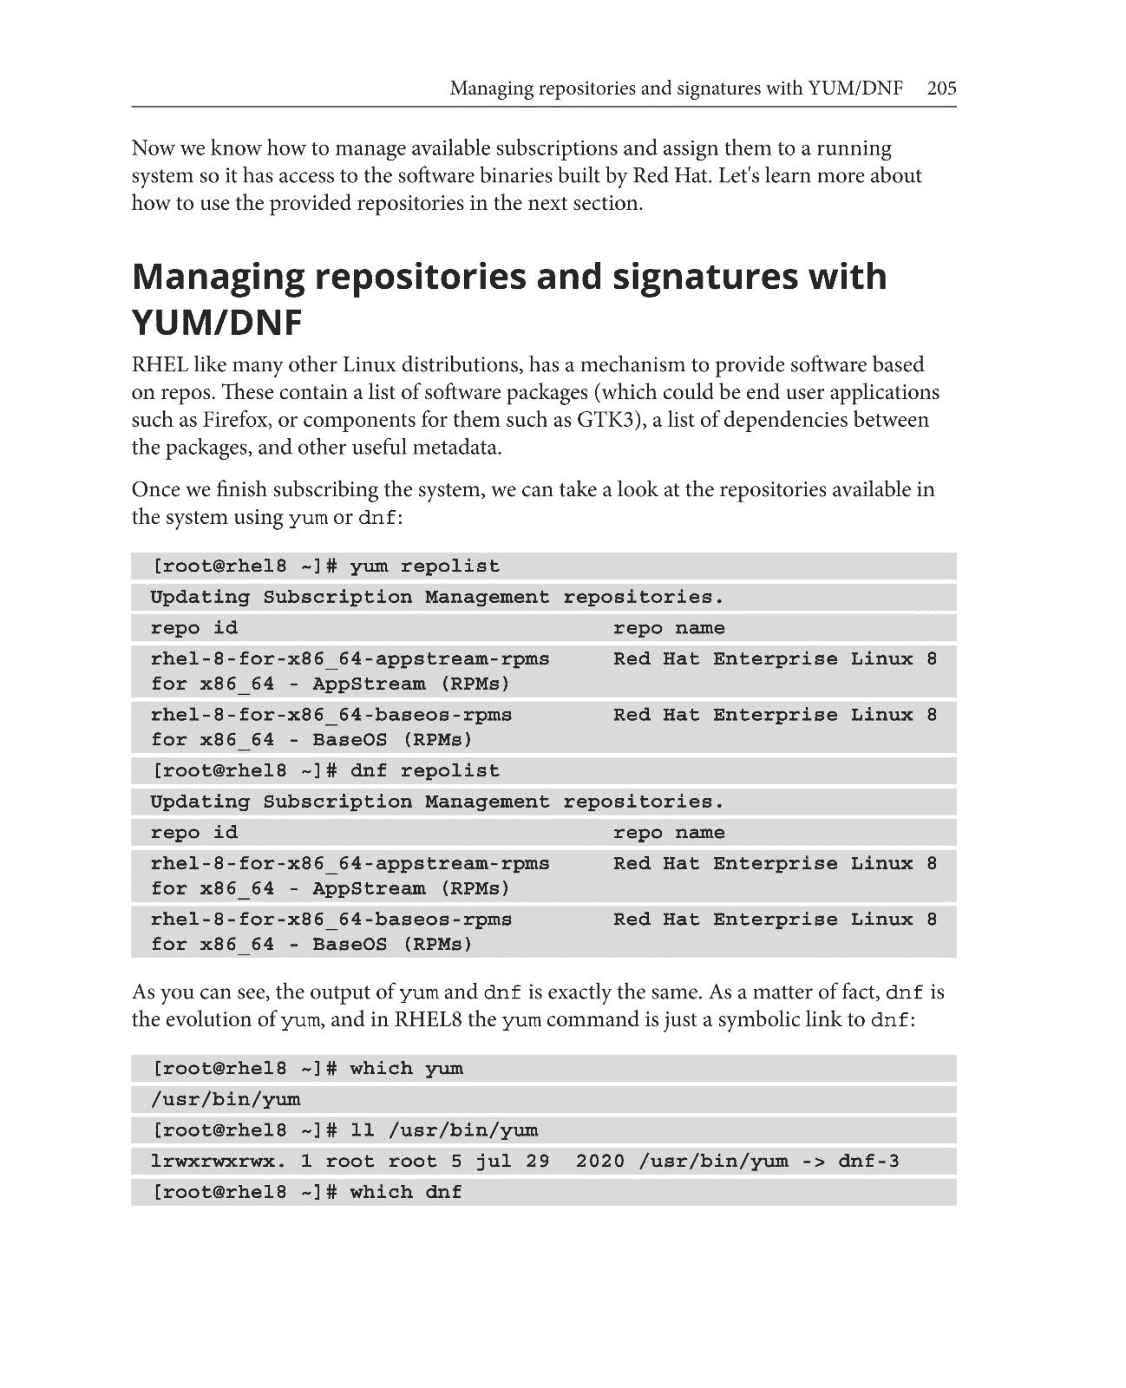 Managing repositories and signatures with YUM/DNF 205
Now we know how to manage available subscriptions and assign them to a running
system so it has access to the software binaries built by Red Hat. Let's learn more about
how to use the provided repositories in the next section.
Managing repositories and signatures with
YUM/DNF
RHEL like many other Linux distributions, has a mechanism to provide software based
on repos. These contain a list of software packages (which could be end user applications
such as Firefox, or components for them such as GTK3), a list of dependencies between
the packages, and other useful metadata.
Once we finish subscribing the system, we can take a look at the repositories available in
the system using yum or dnf:
[root@rhel8 ~]# yum repolist
Updating Subscription Management repositories.
repo id repo name
rhel-8-for-x86_64-appstream-rpms Red Hat Enterprise Linux 8
for x86_64 - AppStream (RPMs)
rhel-8-for-x86_64-baseos-rpms Red Hat Enterprise Linux 8
for x86_64 - BaseOS (RPMs)
[root@rhel8 ~]# dnf repolist
Updating Subscription Management repositories.
repo id repo name
rhel-8-for-x86_64-appstream-rpms Red Hat Enterprise Linux 8
for x86_64 - AppStream (RPMs)
rhel-8-for-x86_64-baseos-rpms Red Hat Enterprise Linux 8
for x86_64 - BaseOS (RPMs)
As you can see, the output of yum and dnf is exactly the same. As a matter of fact, dnf is
the evolution of yum, and in RHEL8 the yum command is just a symbolic link to dnf:
[root@rhel8 ~]# which yum
/usr/bin/yum
[root@rhel8 ~]# ll /usr/bin/yum
lrwxrwxrwx. 1 root root 5 jul 29 2020 /usr/bin/yum -> dnf-3
[root@rhel8 ~]# which dnf